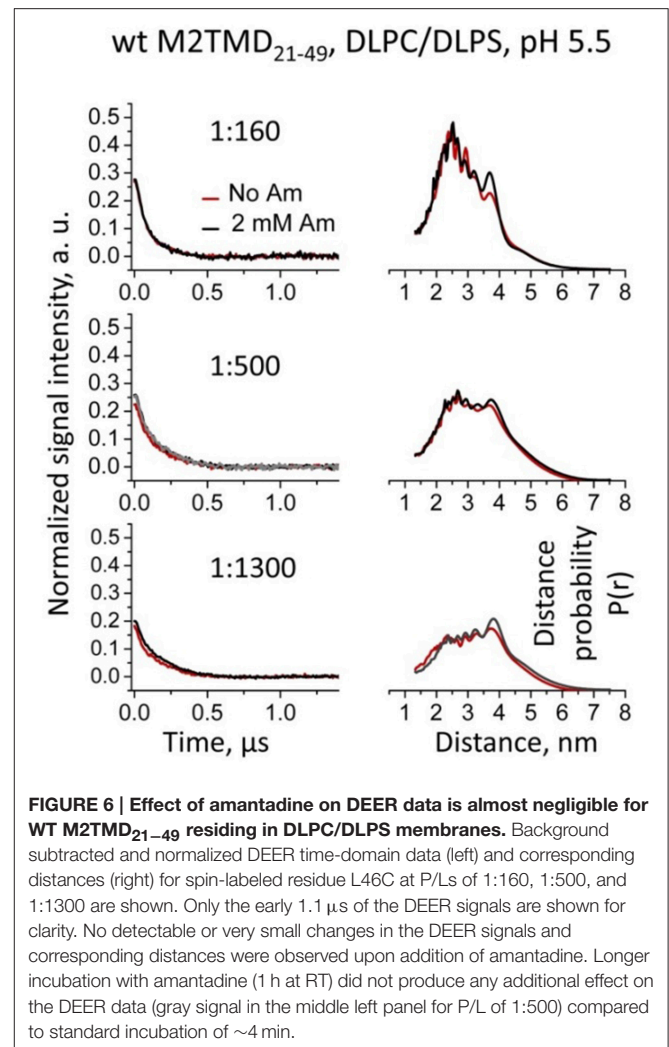 wt M2TMD21-49, DLPC/DLPS, pH 5.5
Normalized signal intensity, a. u.
0.5
0.4
0.3
0.2
0.1
0.0
1:160
No Am
2 mM Am
0.0 0.5 1.0
1 2 3 4 5 6 7 8
0.5
0.4
0.3
0.2
0.1
0.0
1:500
0.0 0.5 1.0
1 2 3 4 5 6 7 8
0.5
0.4
0.3
0.2
0.1
0.0
1:1300
0.0 0.5 1.0
Time, μs
Distance
probability
P(r)
1 2 3 4 5 6 7 8
Distance, nm
FIGURE 6 | Effect of amantadine on DEER data is almost negligible for
WT M2TMD21–49 residing in DLPC/DLPS membranes. Background
subtracted and normalized DEER time-domain data (left) and corresponding
distances (right) for spin-labeled residue L46C at P/Ls of 1:160, 1:500, and
1:1300 are shown. Only the early 1.1 μs of the DEER signals are shown for
clarity. No detectable or very small changes in the DEER signals and
corresponding distances were observed upon addition of amantadine. Longer
incubation with amantadine (1 h at RT) did not produce any additional effect on
the DEER data (gray signal in the middle left panel for P/L of 1:500) compared
to standard incubation of ~4 min.